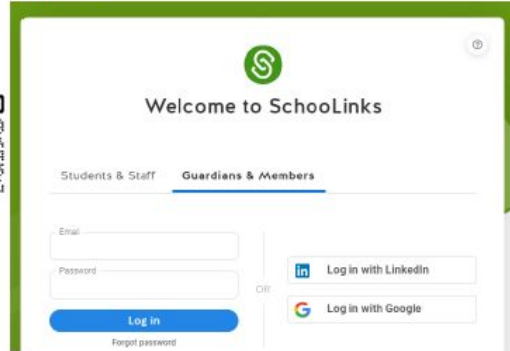 Welcome to SchooLinks
Students & Staff
Guardians & Members
Email
Password
Log in
Forgot password
OR
Log in with LinkedIn
Log in with Google